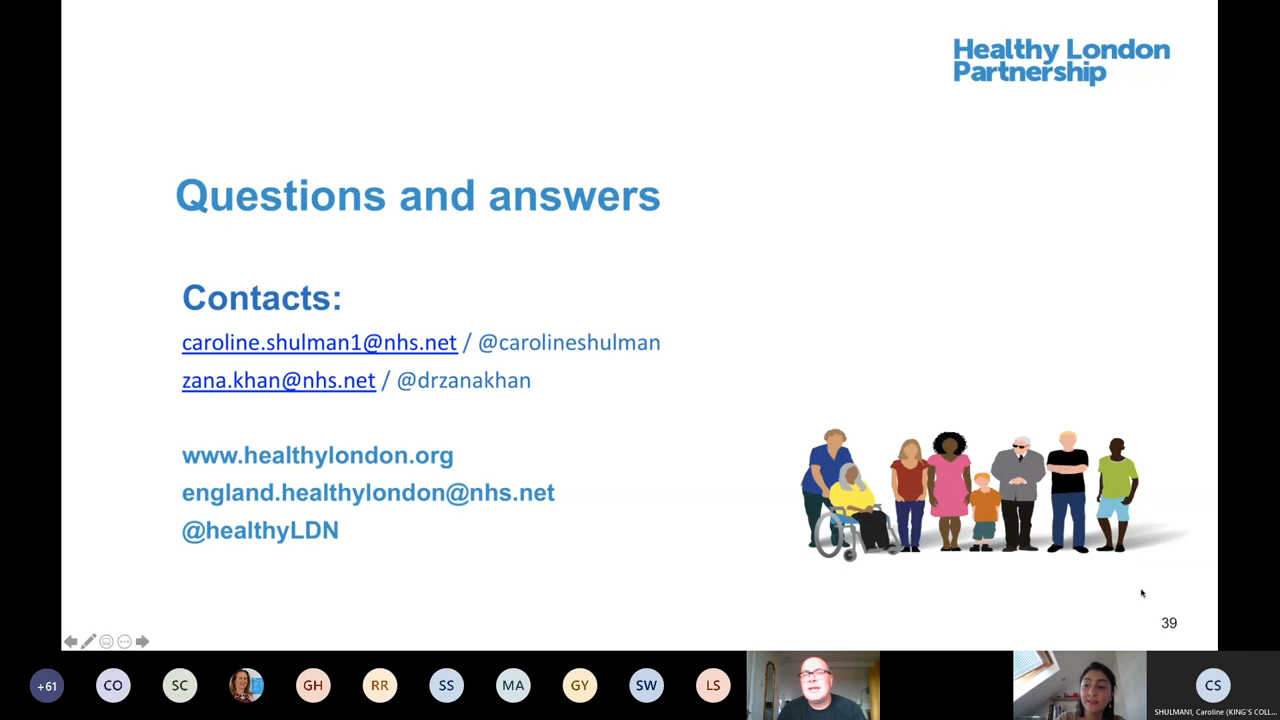 Healthy London
Partnership
Questions and answers
Contacts:
caroline.shulman1@nhs.net / @carolineshulman
zana.khan@nhs.net / @drzanakhan
www.healthylondon.org
england.healthylondon@nhs.net
@healthyLDN
39
+61
CO
SC
GH
RR
SS
MA
GY
SW
LS
CS
SHULMAN1, Caroline (KING'S COLL...